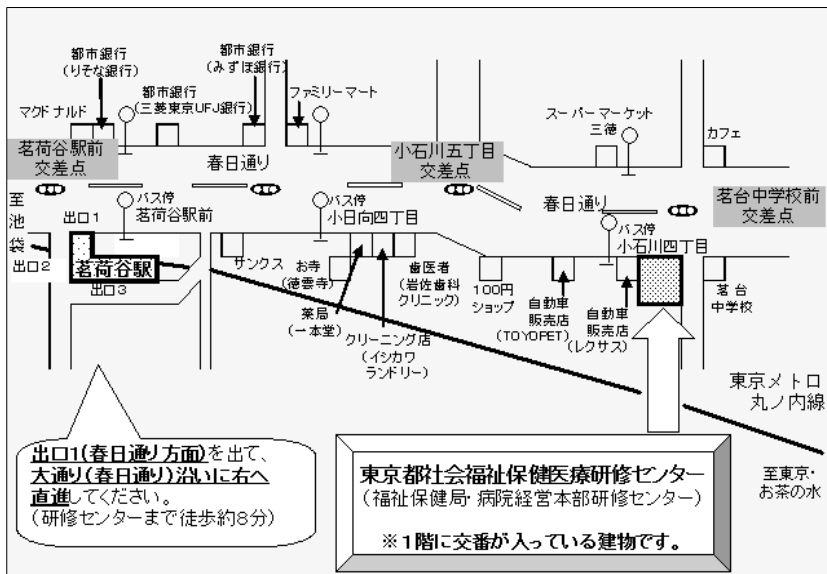 都市銀行
(りそな銀行)
都市銀行
(みずほ銀行)
マクドナルド
都市銀行
(三菱東京UFJ銀行)
ファミリーマート
スーパーマーケット
三徳
カフェ
茗荷谷駅前
交差点
春日通り
小石川五丁目
交差点
春日通り
茗台中学校前
交差点
至池袋
出口1
バス停
茗荷谷駅前
バス停
小日向四丁目
バス停
小石川四丁目
出口2
茗荷谷駅
出口3
サンクス
お寺
(徳雲寺)
薬局
(一本堂)
クリーニング店
(イシカワ
ランドリー)
歯医者
(岩佐歯科
クリニック)
100円
ショップ
自動車
販売店
(TOYOPET)
自動車
販売店
(レクサス)
茗台
中学校
東京メトロ
丸ノ内線
至東京・
お茶の水
出口1(春日通り方面)を出て、
大通り(春日通り)沿いに右へ
直進してください。
(研修センターまで徒歩約8分)
東京都社会福祉保健医療研修センター
(福祉保健局・病院経営本部研修センター)
※1階に交番が入っている建物です。